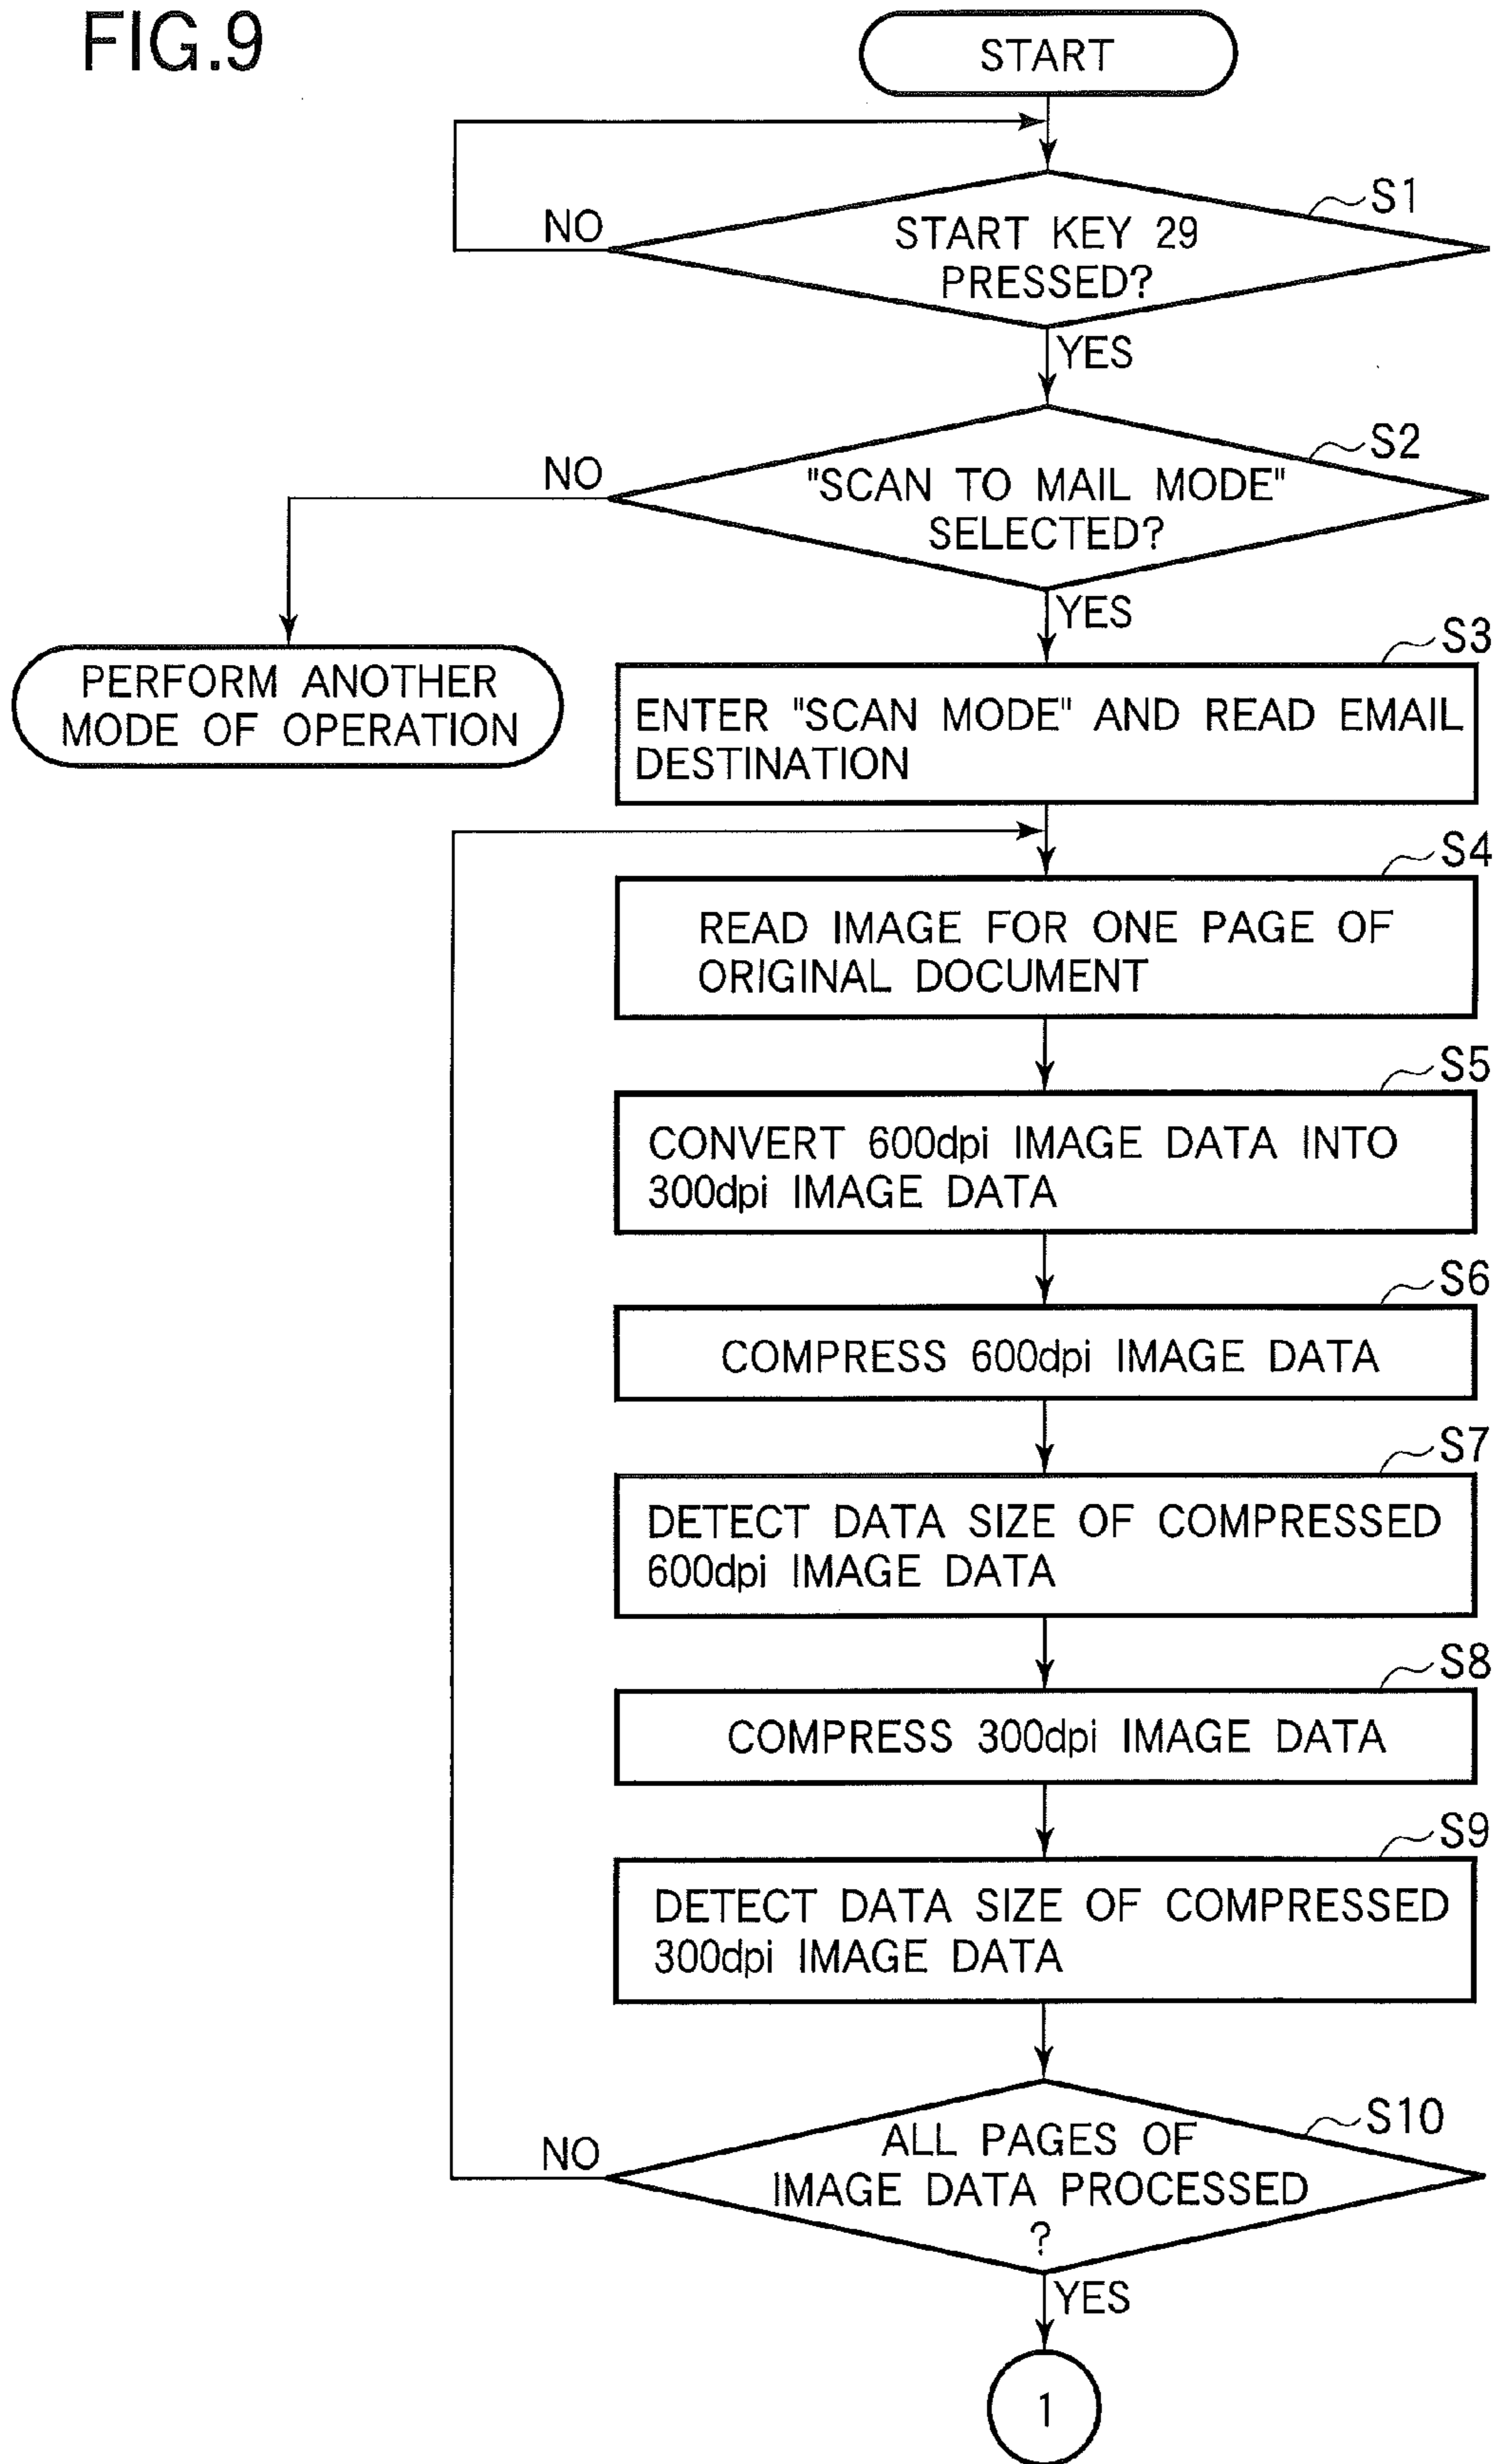 FIG.9
START
S1
NO
START KEY 29
PRESSED?
YES
S2
NO
"SCAN TO MAIL MODE"
SELECTED?
YES
PERFORM ANOTHER
MODE OF OPERATION
S3
ENTER "SCAN MODE" AND READ EMAIL
DESTINATION
S4
READ IMAGE FOR ONE PAGE OF
ORIGINAL DOCUMENT
S5
CONVERT 600dpi IMAGE DATA INTO
300dpi IMAGE DATA
S6
COMPRESS 600dpi IMAGE DATA
S7
DETECT DATA SIZE OF COMPRESSED
600dpi IMAGE DATA
S8
COMPRESS 300dpi IMAGE DATA
S9
DETECT DATA SIZE OF COMPRESSED
300dpi IMAGE DATA
S10
NO
ALL PAGES OF
IMAGE DATA PROCESSED
?
YES
1